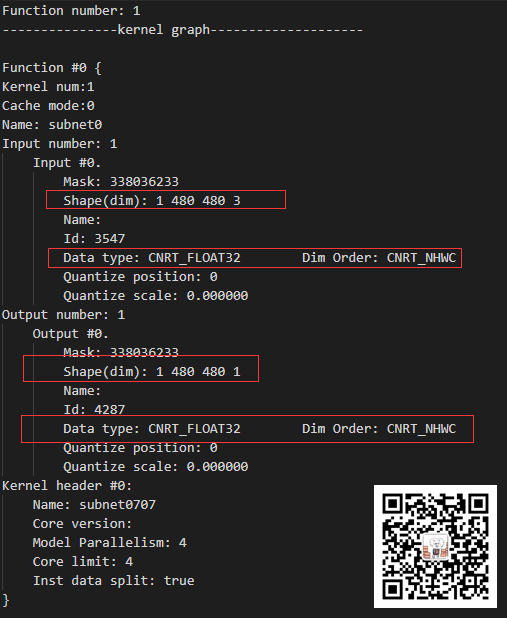 Function number: 1
---------------kernel graph--------------------
Function #0 {
Kernel num:1
Cache mode:0
Name: subnet0
Input number: 1
Input #0.
Mask: 338036233
Shape(dim): 1 480 480 3
Name:
Id: 3547
Data type: CNRT_FLOAT32 Dim Order: CNRT_NHWC
Quantize position: 0
Quantize scale: 0.000000
Output number: 1
Output #0.
Mask: 338036233
Shape(dim): 1 480 480 1
Name:
Id: 4287
Data type: CNRT_FLOAT32 Dim Order: CNRT_NHWC
Quantize position: 0
Quantize scale: 0.000000
Kernel header #0:
Name: subnet0707
Core version:
Model Parallelism: 4
Core limit: 4
Inst data split: true
}